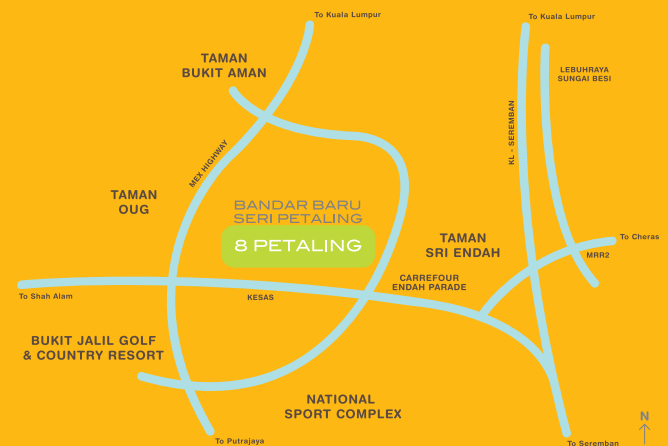 To Kuala Lumpur
To Kuala Lumpur
TAMAN
BUKIT AMAN
LEBUHRAYA
SUNGAI BESI
KL - SEREMBAN
MEX HIGHWAY
TAMAN
OUG
BANDAR BARU
SERI PETALING
8 PETALING
TAMAN
SRI ENDAH
To Cheras
MRR2
CARREFOUR
ENDAH PARADE
To Shah Alam
KESAS
BUKIT JALIL GOLF
& COUNTRY RESORT
NATIONAL
SPORT COMPLEX
N
To Putrajaya
To Seremban